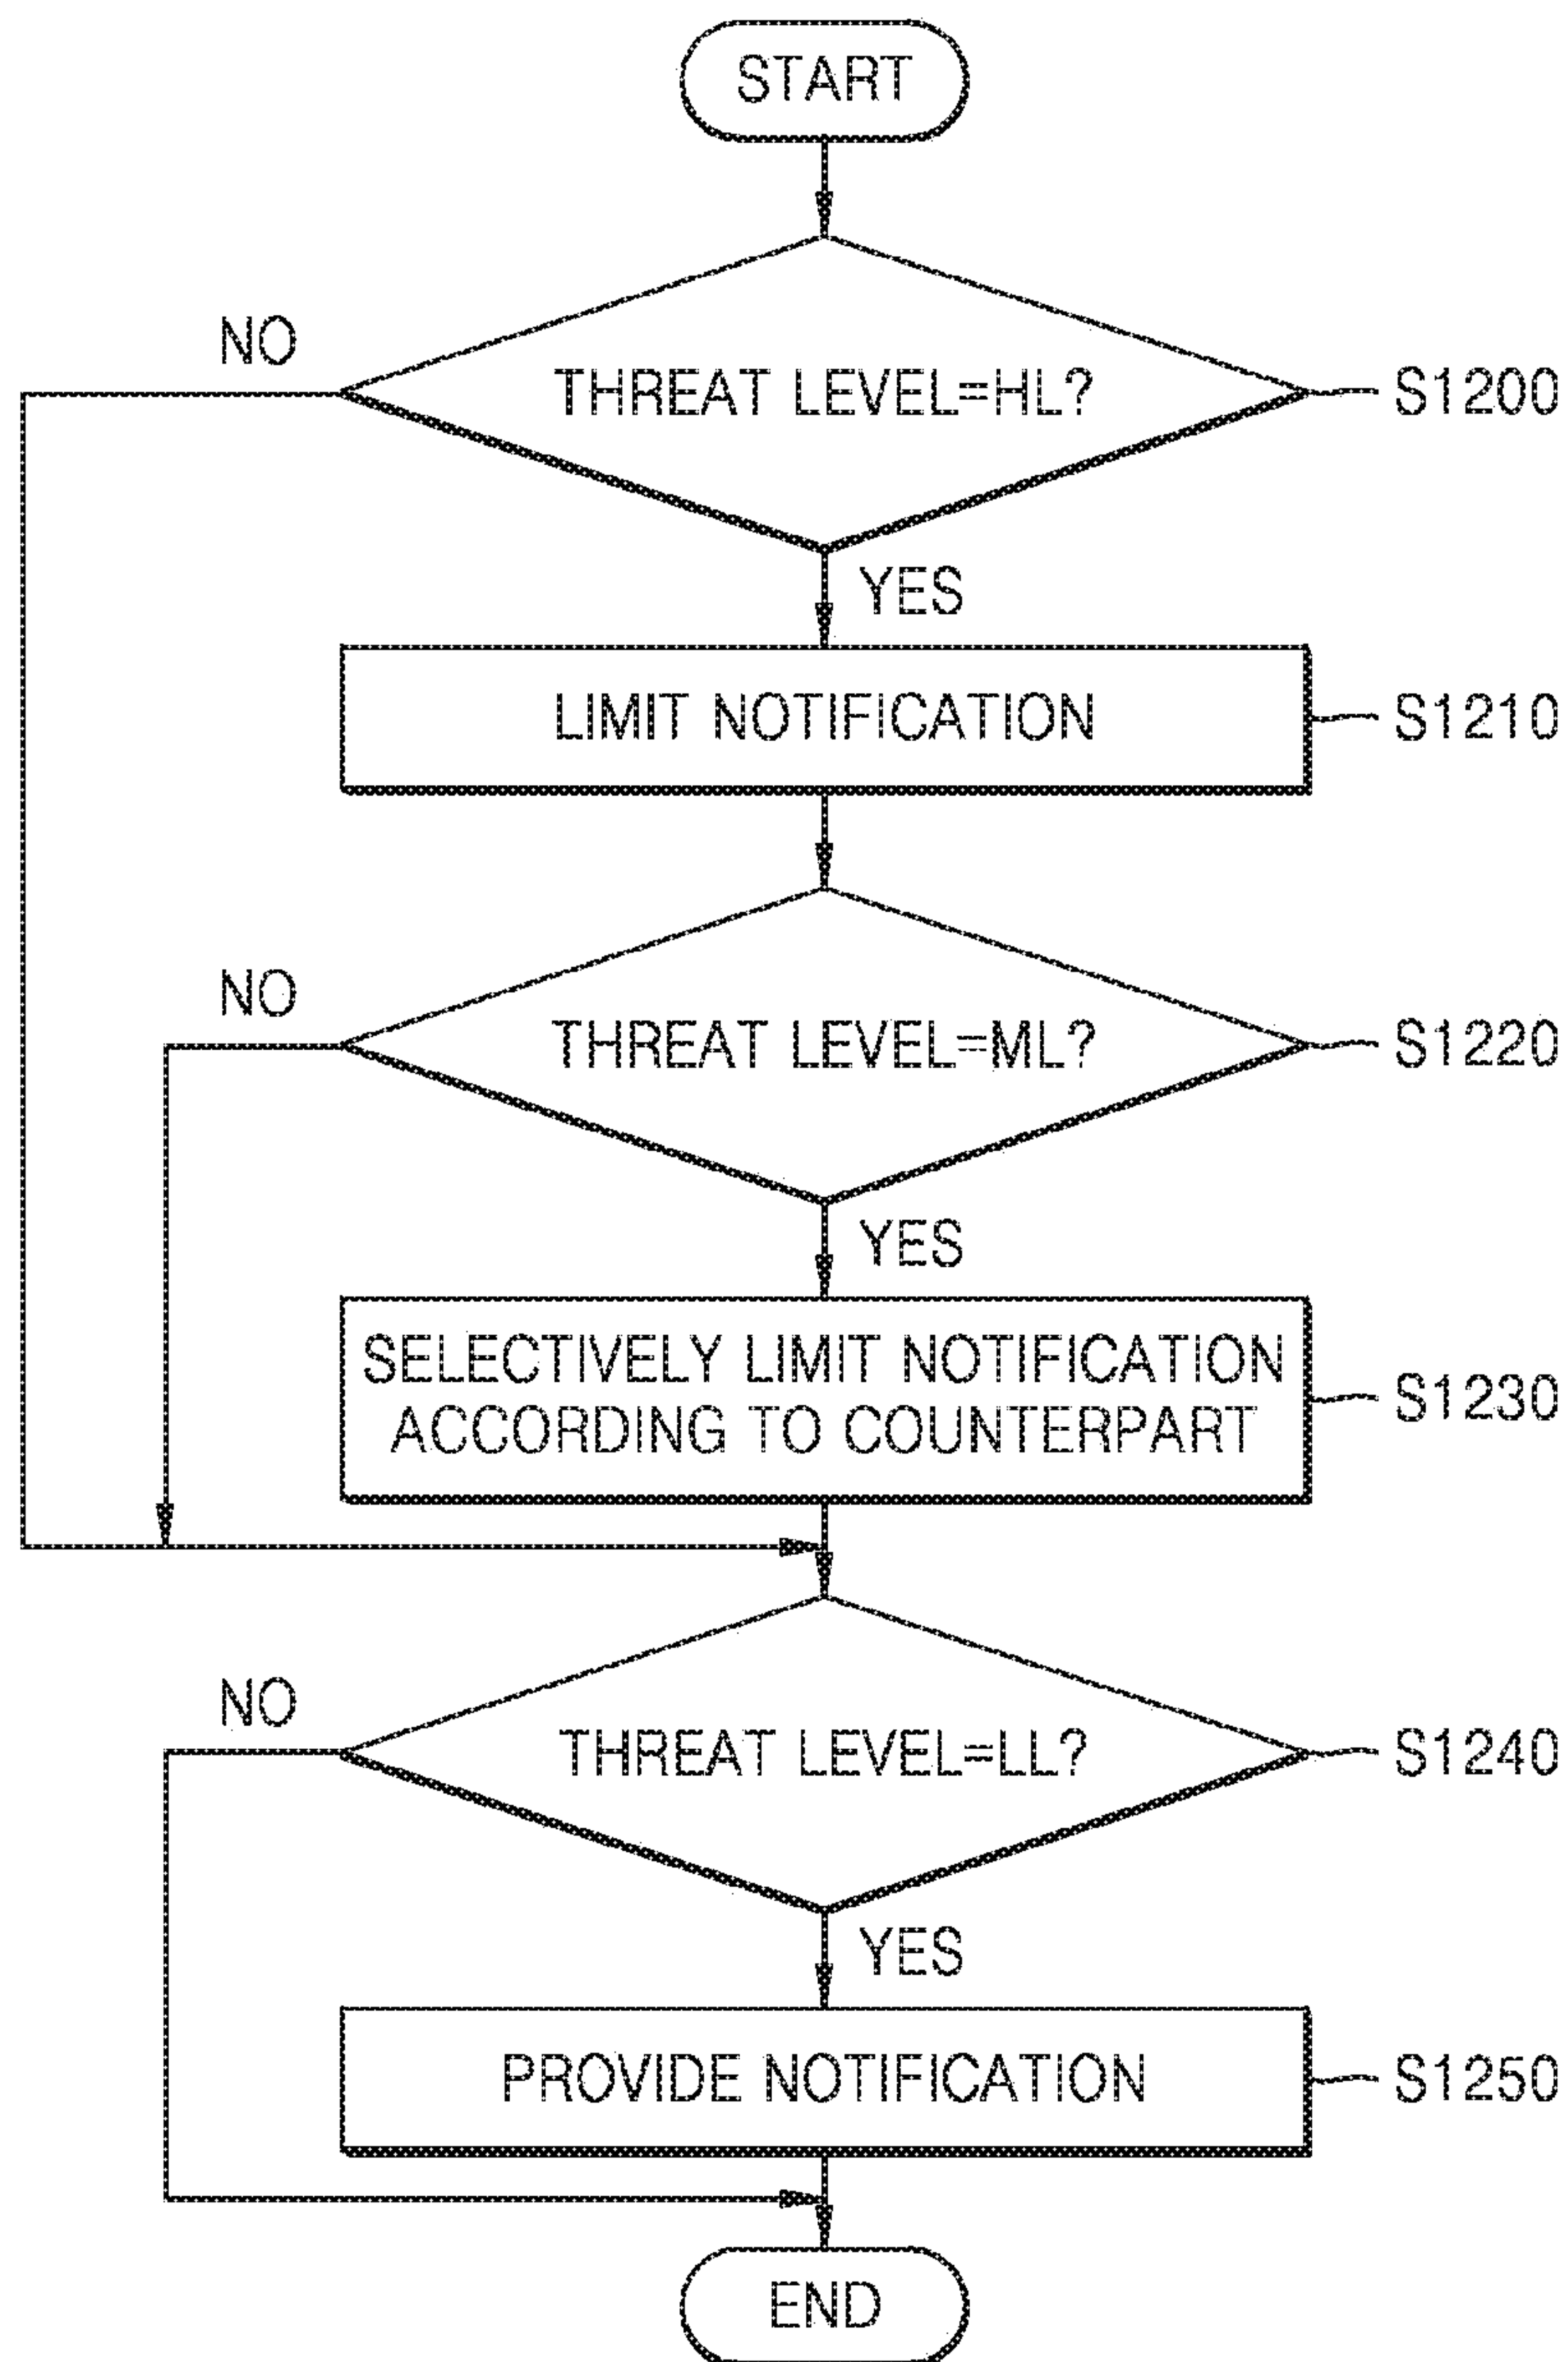 START
NO
THREAT LEVEL=HL?
S1200
YES
LIMIT NOTIFICATION
S1210
NO
THREAT LEVEL=ML?
S1220
YES
SELECTIVELY LIMIT NOTIFICATION
ACCORDING TO COUNTERPART
S1230
NO
THREAT LEVEL=LL?
S1240
YES
PROVIDE NOTIFICATION
S1250
END